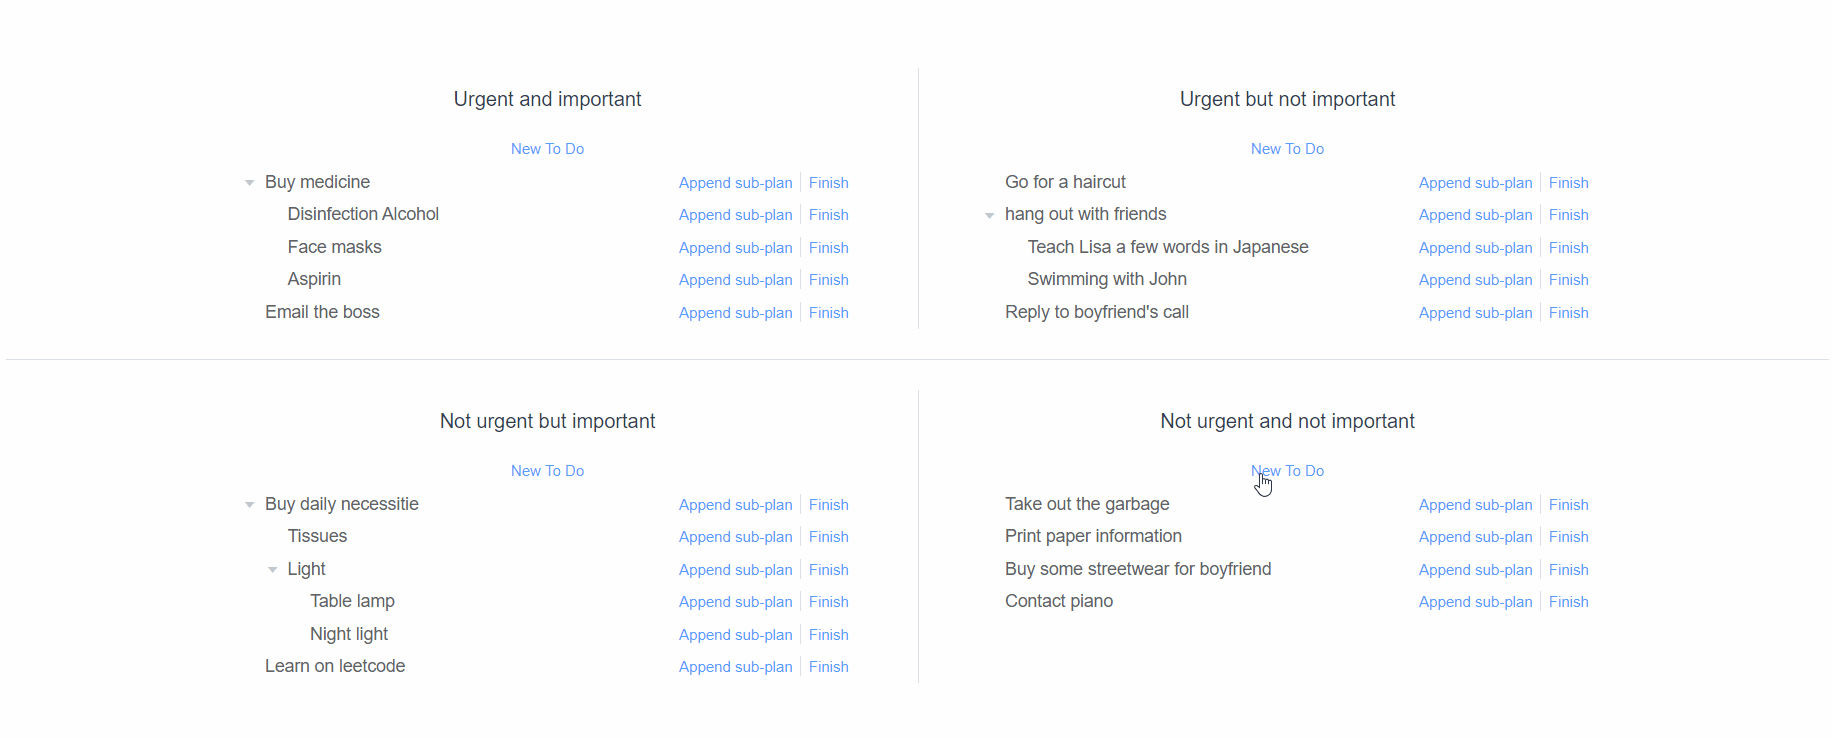 Urgent and important
New To Do
Buy medicine Append sub-plan Finish
Disinfection Alcohol Append sub-plan Finish
Face masks Append sub-plan Finish
Aspirin Append sub-plan Finish
Email the boss Append sub-plan Finish
Urgent but not important
New To Do
Go for a haircut Append sub-plan Finish
hang out with friends Append sub-plan Finish
Teach Lisa a few words in Japanese Append sub-plan Finish
Swimming with John Append sub-plan Finish
Reply to boyfriend's call Append sub-plan Finish
Not urgent but important
New To Do
Buy daily necessitie Append sub-plan Finish
Tissues Append sub-plan Finish
Light Append sub-plan Finish
Table lamp Append sub-plan Finish
Night light Append sub-plan Finish
Learn on leetcode Append sub-plan Finish
Not urgent and not important
New To Do
Take out the garbage Append sub-plan Finish
Print paper information Append sub-plan Finish
Buy some streetwear for boyfriend Append sub-plan Finish
Contact piano Append sub-plan Finish